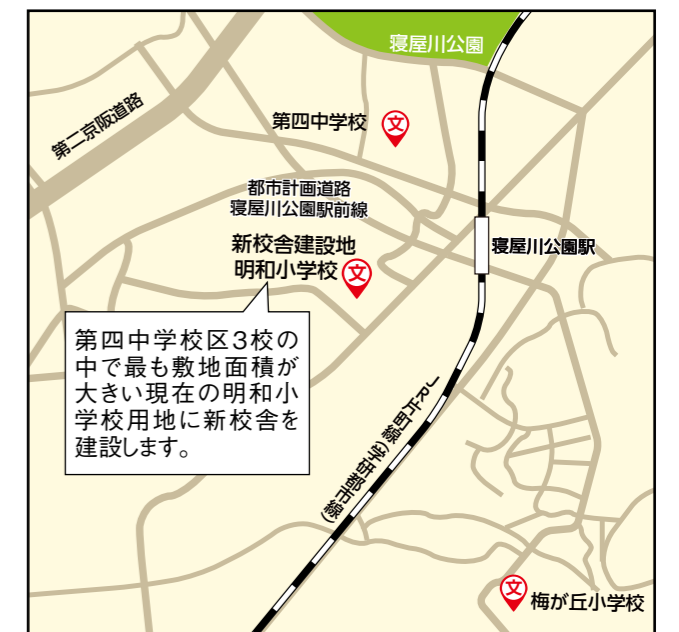 寝屋川公園
第二京阪道路
第四中学校
文
都市計画道路
寝屋川公園駅前線
新校舎建設地
明和小学校
文
寝屋川公園駅
第四中学校区3校の
中で最も敷地面積が
大きい現在の明和小
学校用地に新校舎を
建設します。
JR片町線(学研都市線)
文
梅が丘小学校